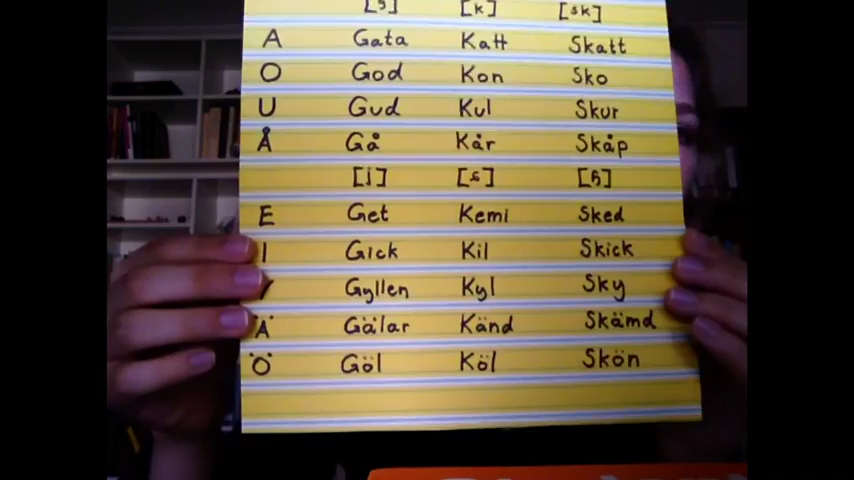 [g] [k] [sk]
A Gata Katt Skatt
O God Kon Sko
U Gud Kul Skur
Å Gå Kår Skåp
[j] [ɕ] [ɧ]
E Get Kemi Sked
I Gick Kil Skick
Y Gyllen Kyl Sky
Ä Gälar Känd Skämd
Ö Göl Köl Skön